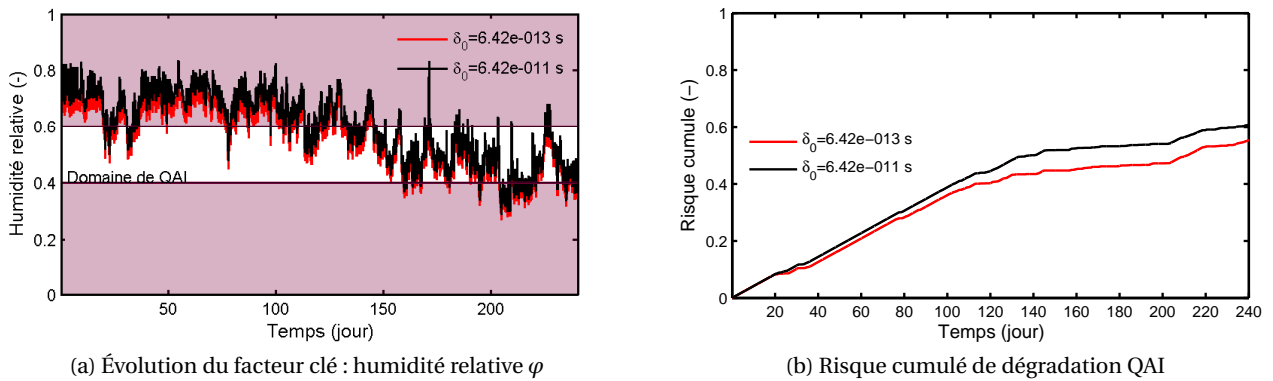 1
0.8
0.6
0.4
0.2
0
Humidité relative (-)
δ0=6.42e-013 s
δ0=6.42e-011 s
Domaine de QAI
50
100
150
200
Temps (jour)
(a) Évolution du facteur clé : humidité relative φ
1
0.8
0.6
0.4
0.2
0
Risque cumule (−)
δ0=6.42e−013 s
δ0=6.42e−011 s
20
40
60
80
100
120
140
160
180
200
220
240
Temps (jour)
(b) Risque cumulé de dégradation QAI